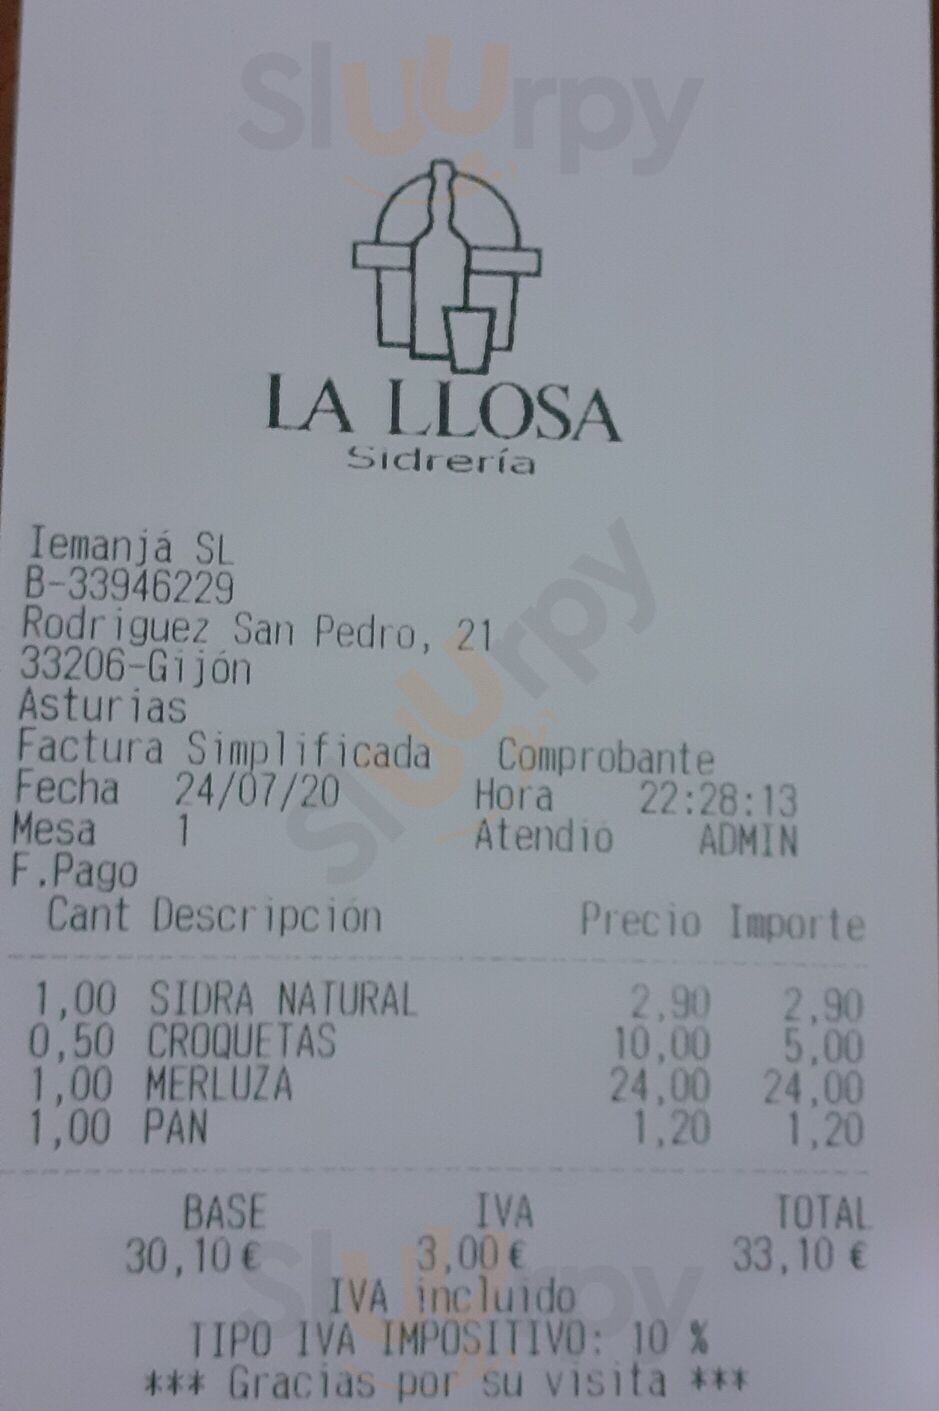 Sluurpy
LA LLOSA
Sidrería
Iemanjá SL
B-33946229
Rodriguez San Pedro, 21
33206-Gijón
Asturias
Factura Simplificada Comprobante
Fecha 24/07/20 Hora 22:28:13
Mesa 1 Atendió ADMIN
F.Pago
Cant Descripción Precio Importe
1,00 SIDRA NATURAL 2,90 2,90
0,50 CROQUETAS 10,00 5,00
1,00 MERLUZA 24,00 24,00
1,00 PAN 1,20 1,20
BASE IVA TOTAL
30,10 € 3,00 € 33,10 €
IVA incluido
TIPO IVA IMPOSITIVO: 10 %
*** Gracias por su visita ***
Sluurpy
Sluurpy